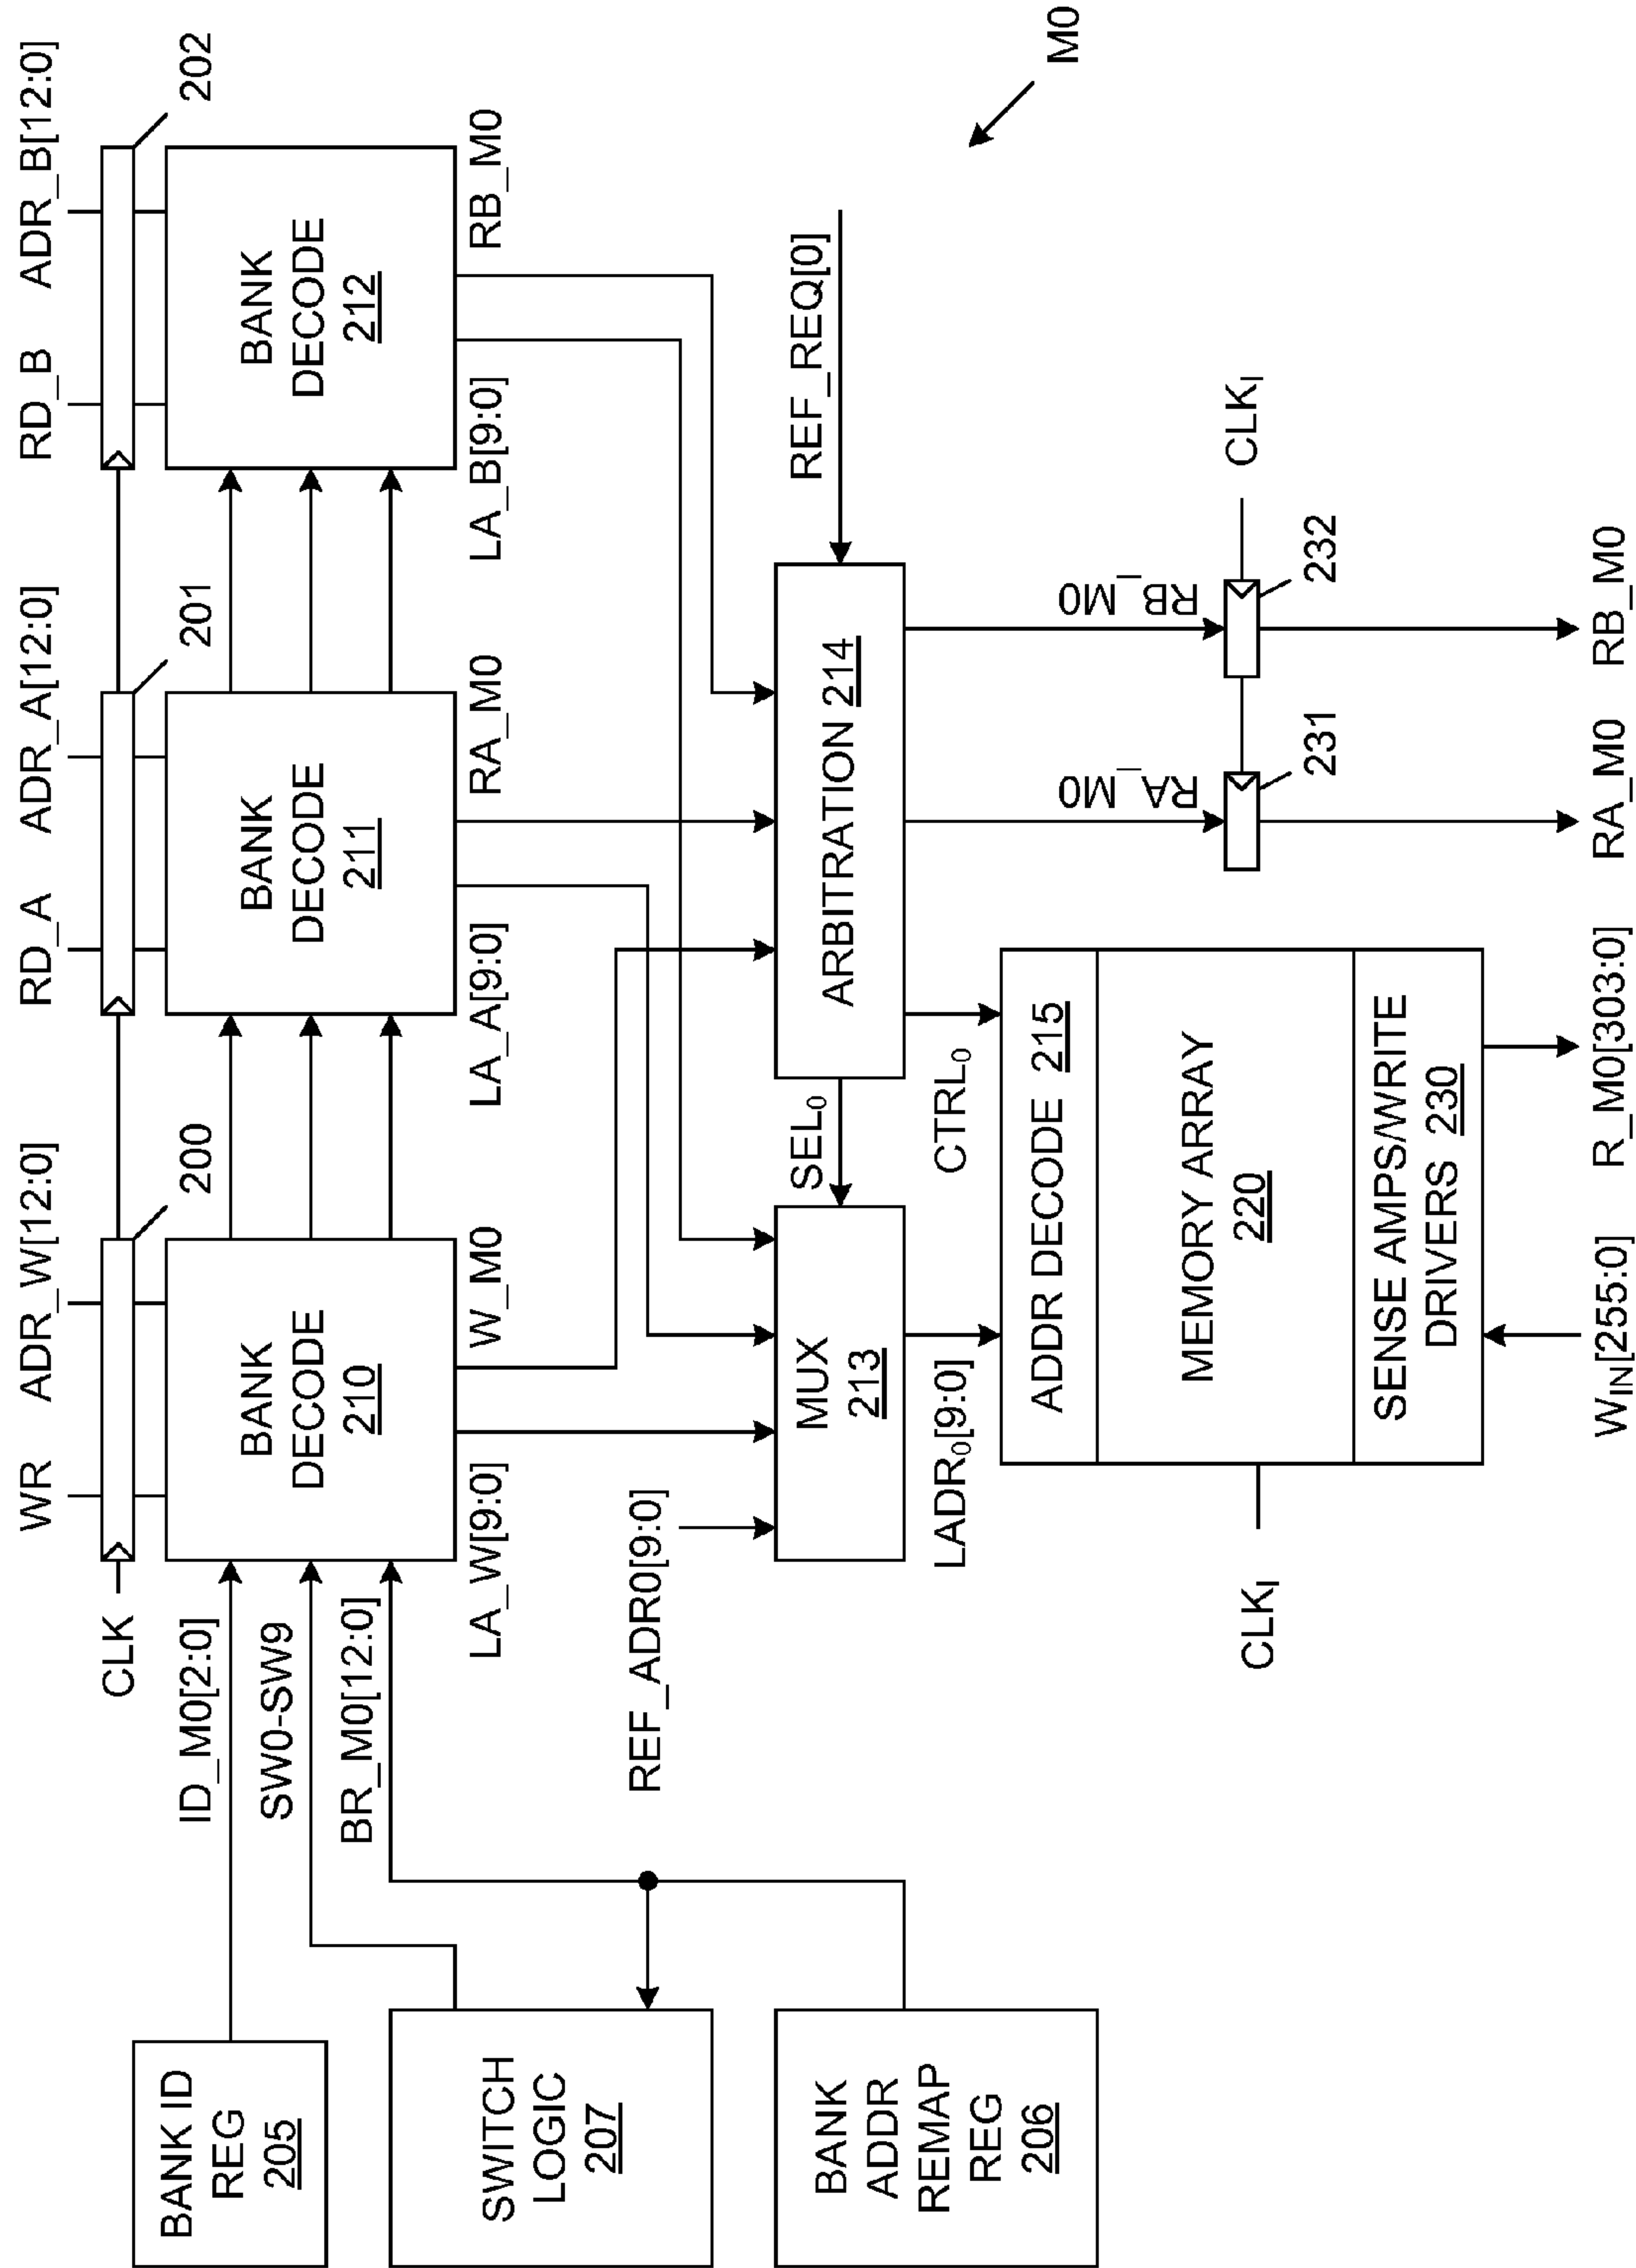 WR ADR_W[12:0] RD_A ADR_A[12:0] RD_B ADR_B[12:0]
CLK
200
201
202
BANK ID
REG
205
ID_M0[2:0]
SW0-SW9
BR_M0[12:0]
SWITCH
LOGIC
207
BANK
ADDR
REMAP
REG
206
BANK
DECODE
210
BANK
DECODE
211
BANK
DECODE
212
LA_W[9:0] W_M0
LA_A[9:0] RA_M0
LA_B[9:0] RB_M0
REF_ADR0[9:0]
MUX
213
SEL0
ARBITRATION 214
REF_REQ[0]
LADR0[9:0]
CTRL0
RA_M0
RB_M0
ADDR DECODE 215
MEMORY ARRAY
220
SENSE AMPS/WRITE
DRIVERS 230
CLKI
231
232
CLKI
WIN[255:0] R_M0[303:0] RA_M0 RB_M0
M0